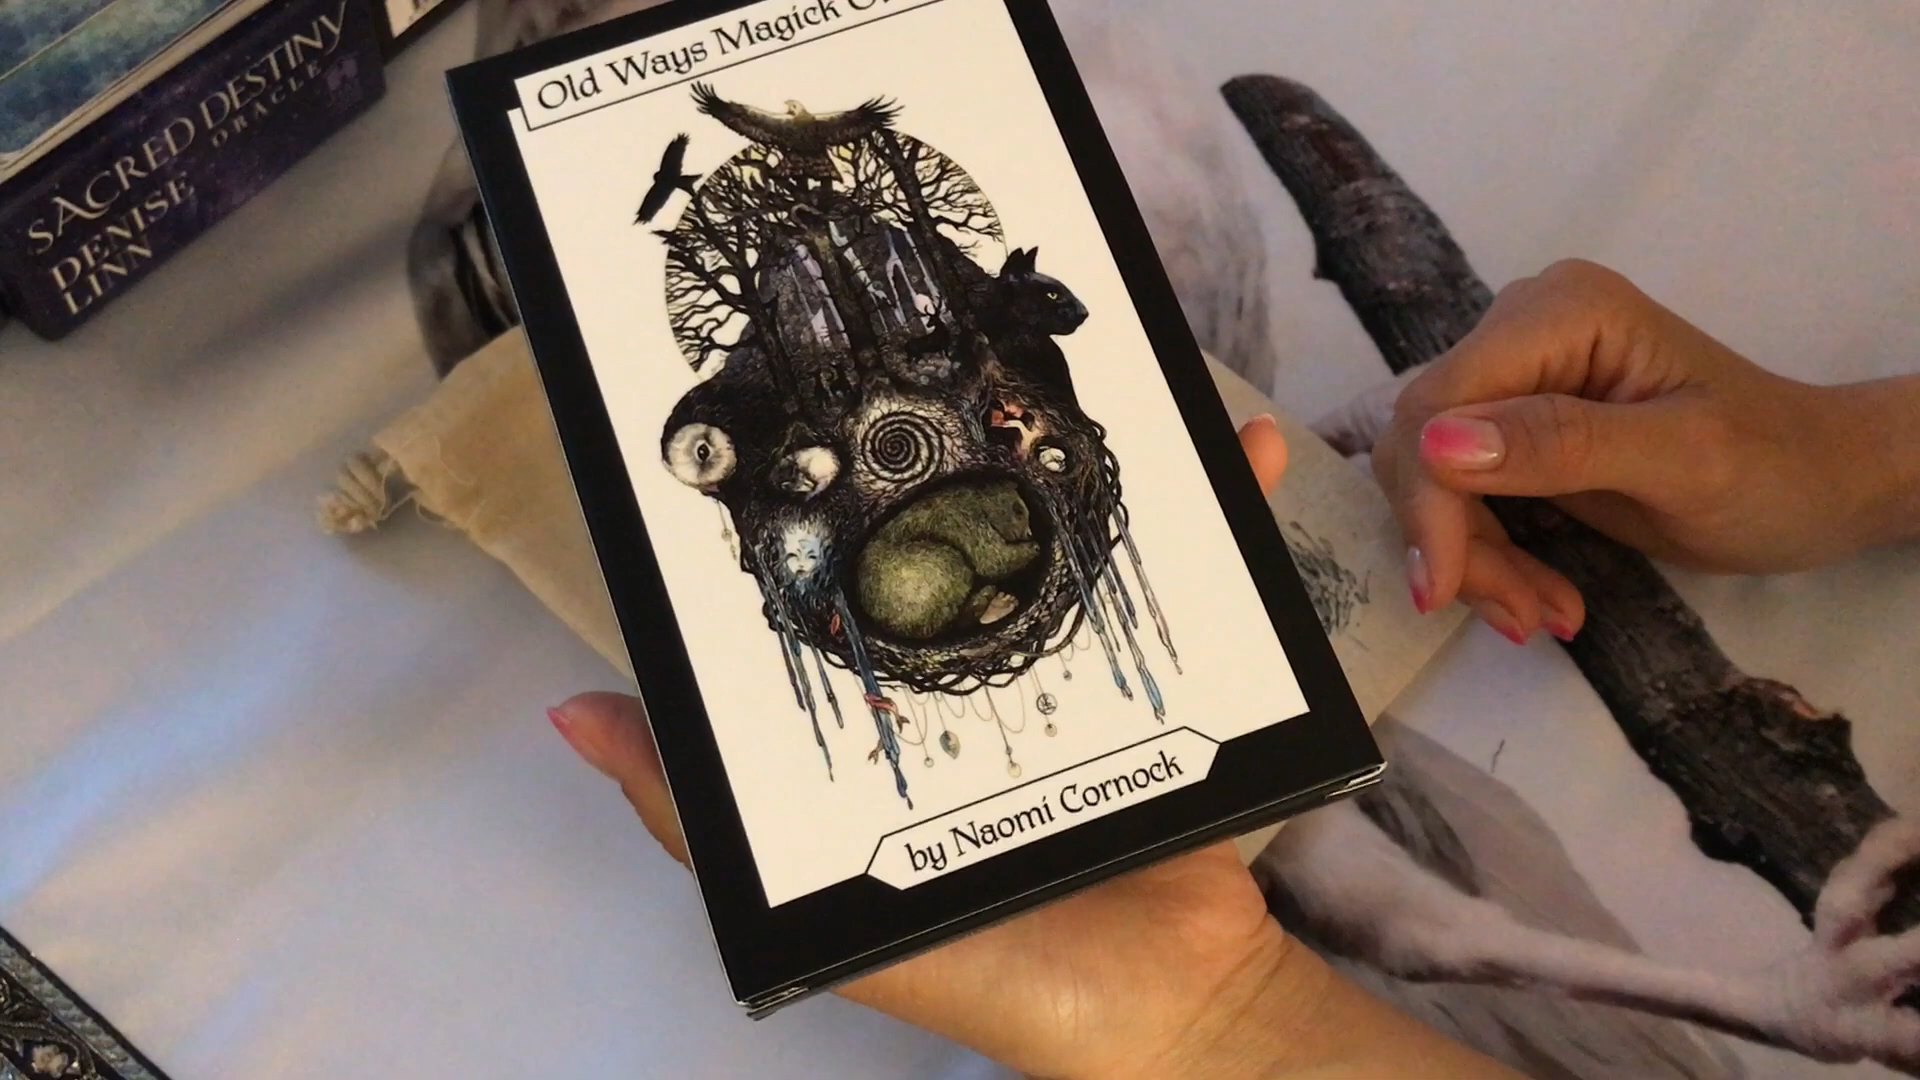 Old Ways Magick
by Naomi Cornock
SACRED DESTINY
ORACLE
DENISE
LINN